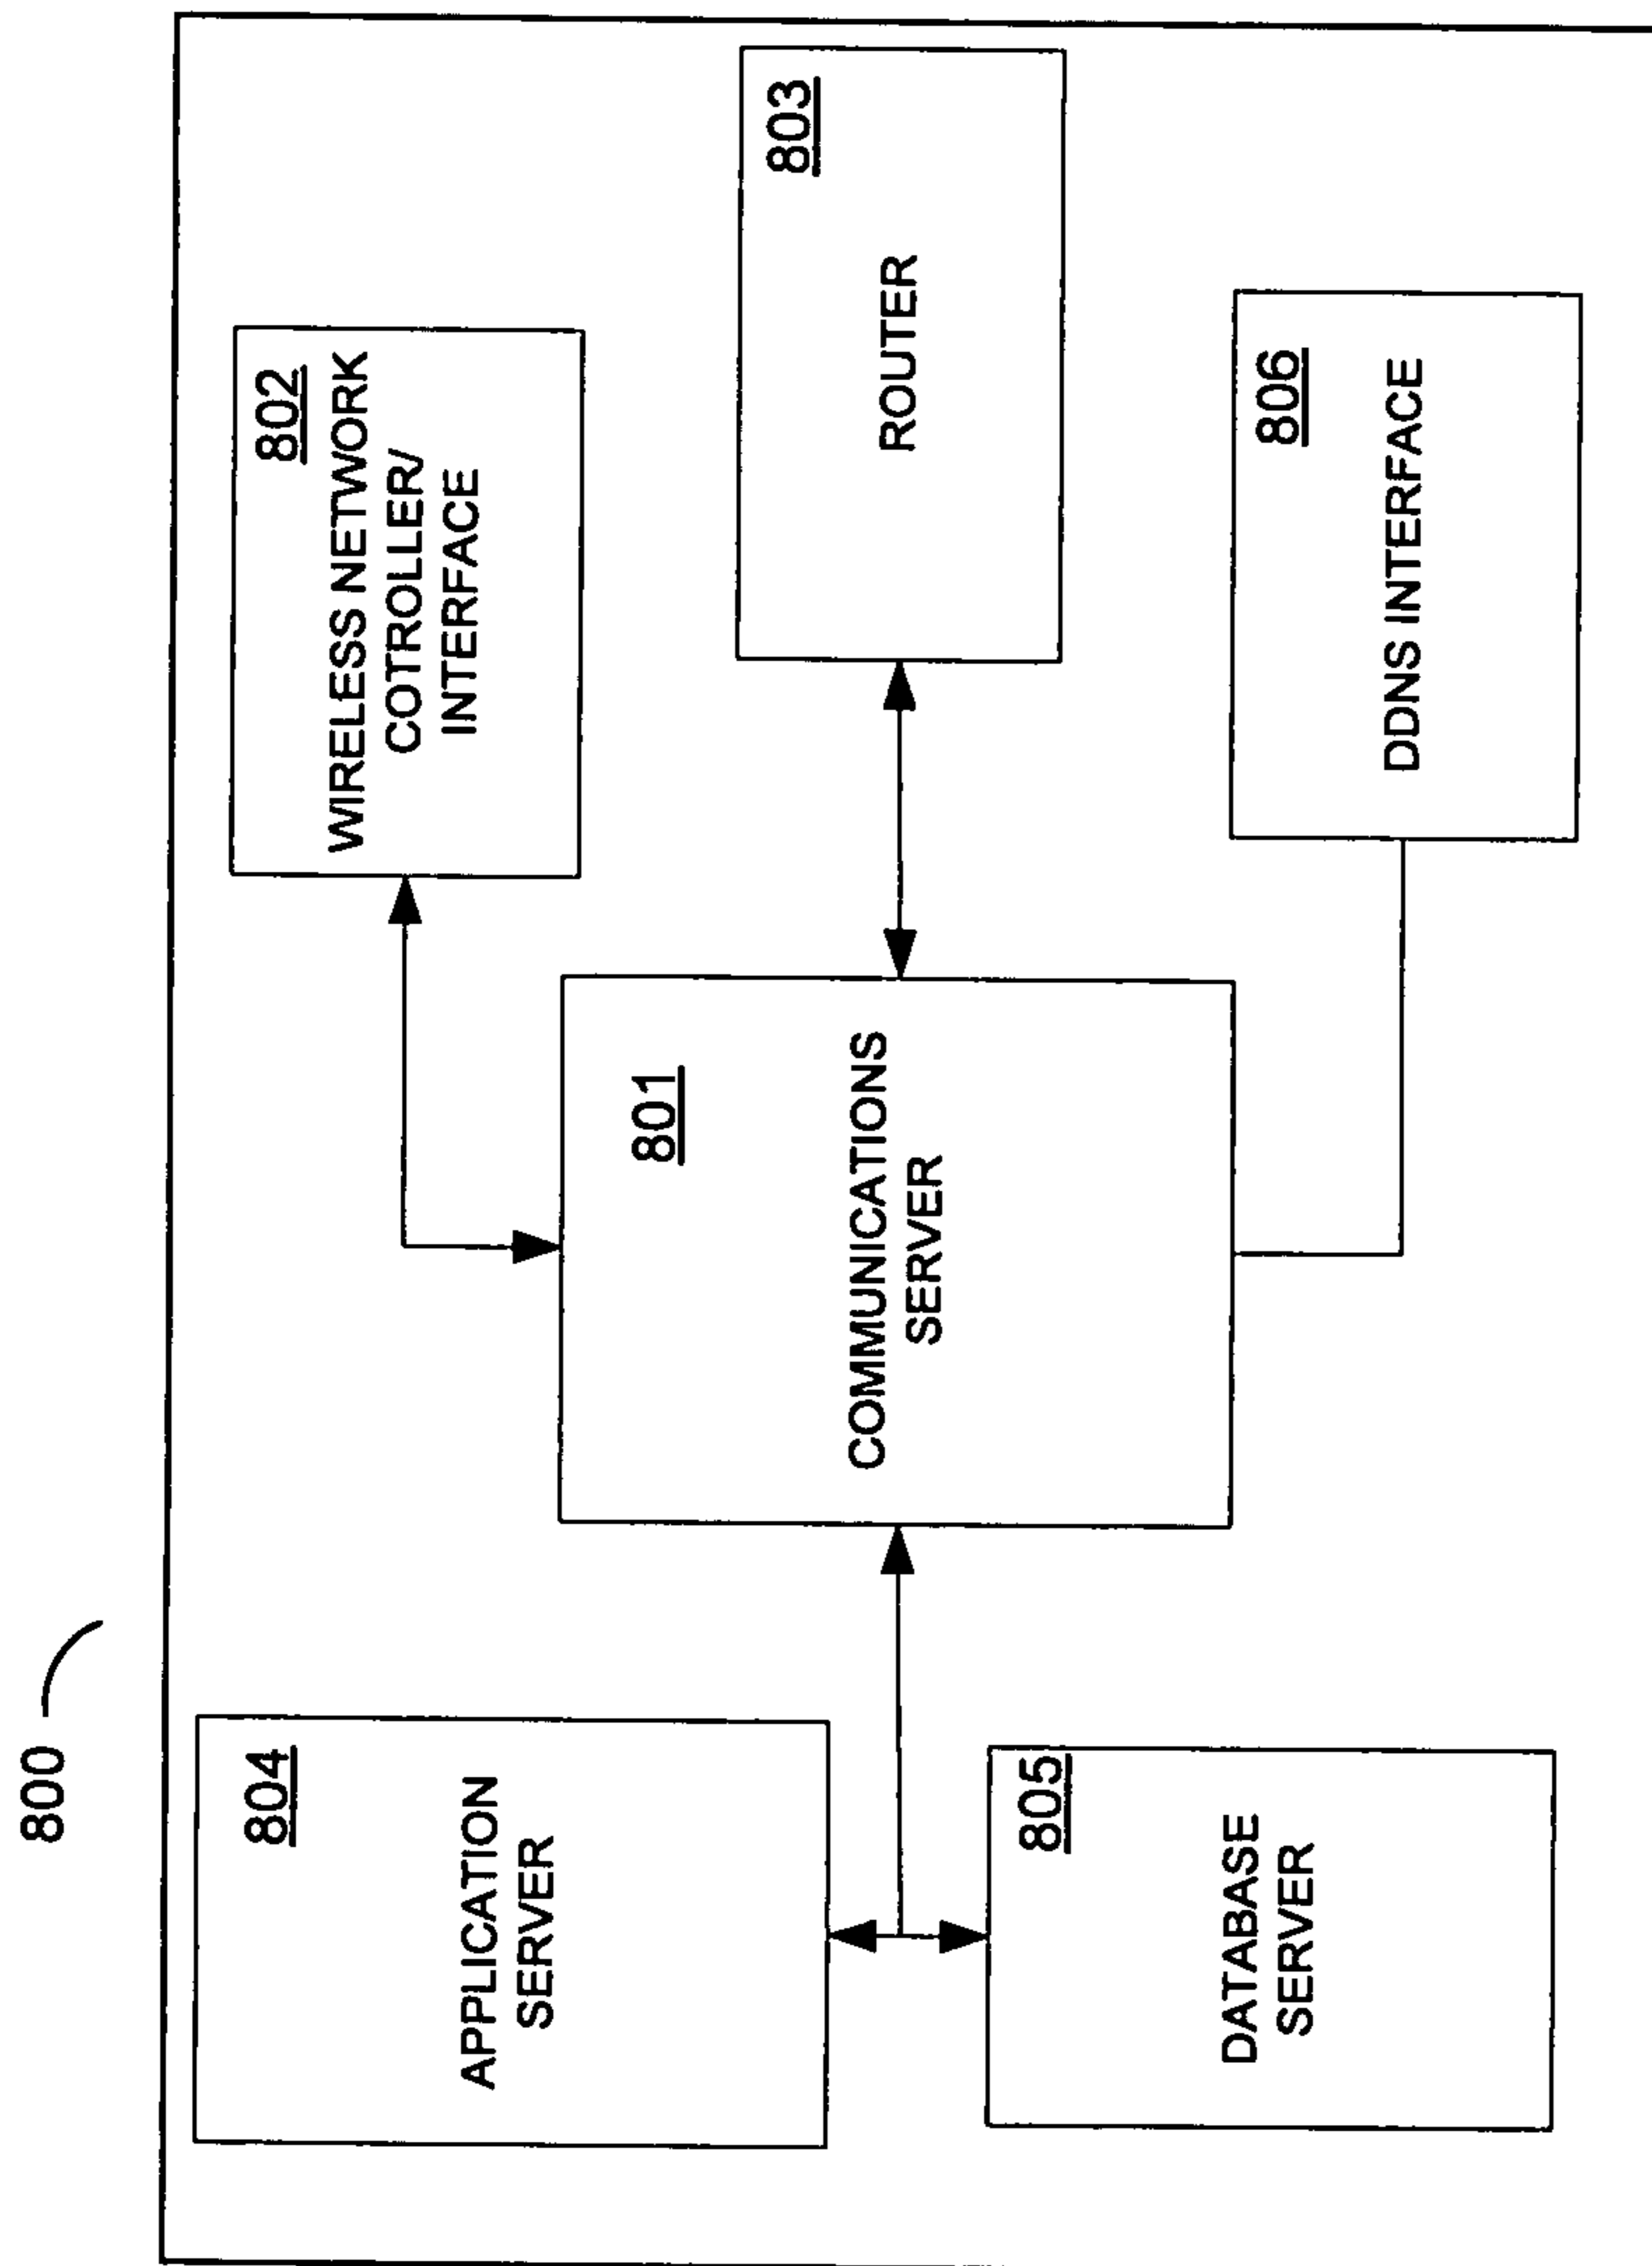 800
804
APPLICATION
SERVER
805
DATABASE
SERVER
801
COMMUNICATIONS
SERVER
802
WIRELESS NETWORK
COTROLLER/
INTERFACE
803
ROUTER
806
DDNS INTERFACE